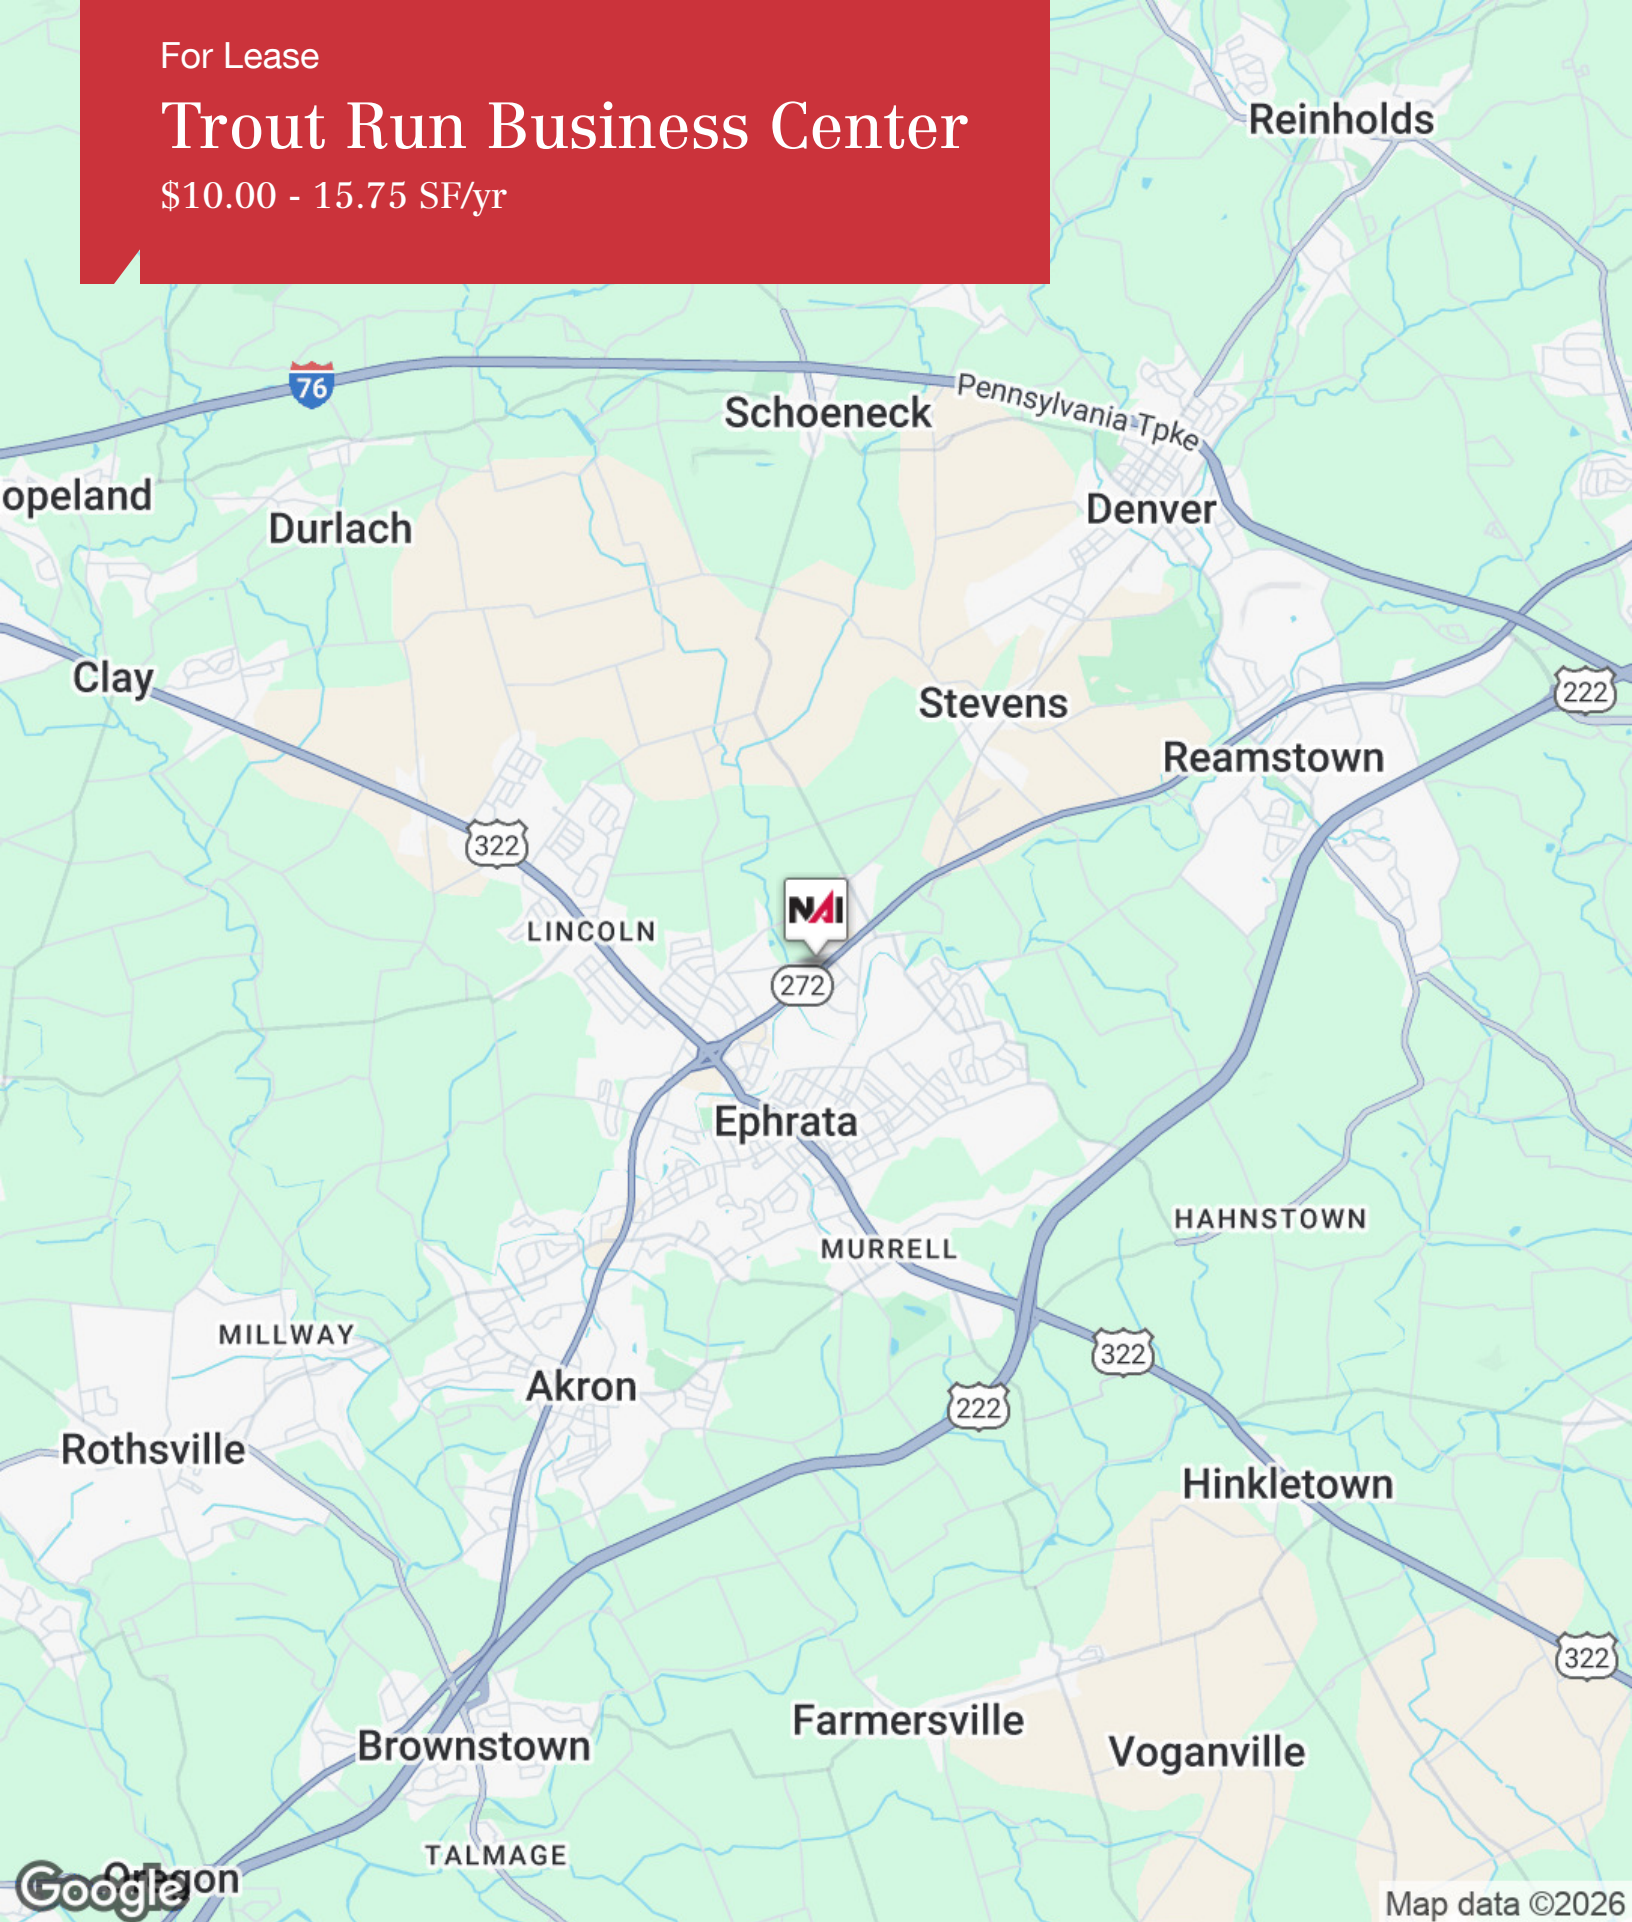 For Lease
Trout Run Business Center
$10.00 - 15.75 SF/yr
Reinholds
76
Pennsylvania Tpke
Schoeneck
opeland
Durlach
Denver
Clay
222
Stevens
Reamstown
322
NAI
LINCOLN
272
Ephrata
HAHNSTOWN
MURRELL
MILLWAY
322
Akron
222
Rothsville
Hinkletown
322
Farmersville
Brownstown
Voganville
TALMAGE
Oregon
Google
Map data ©2026